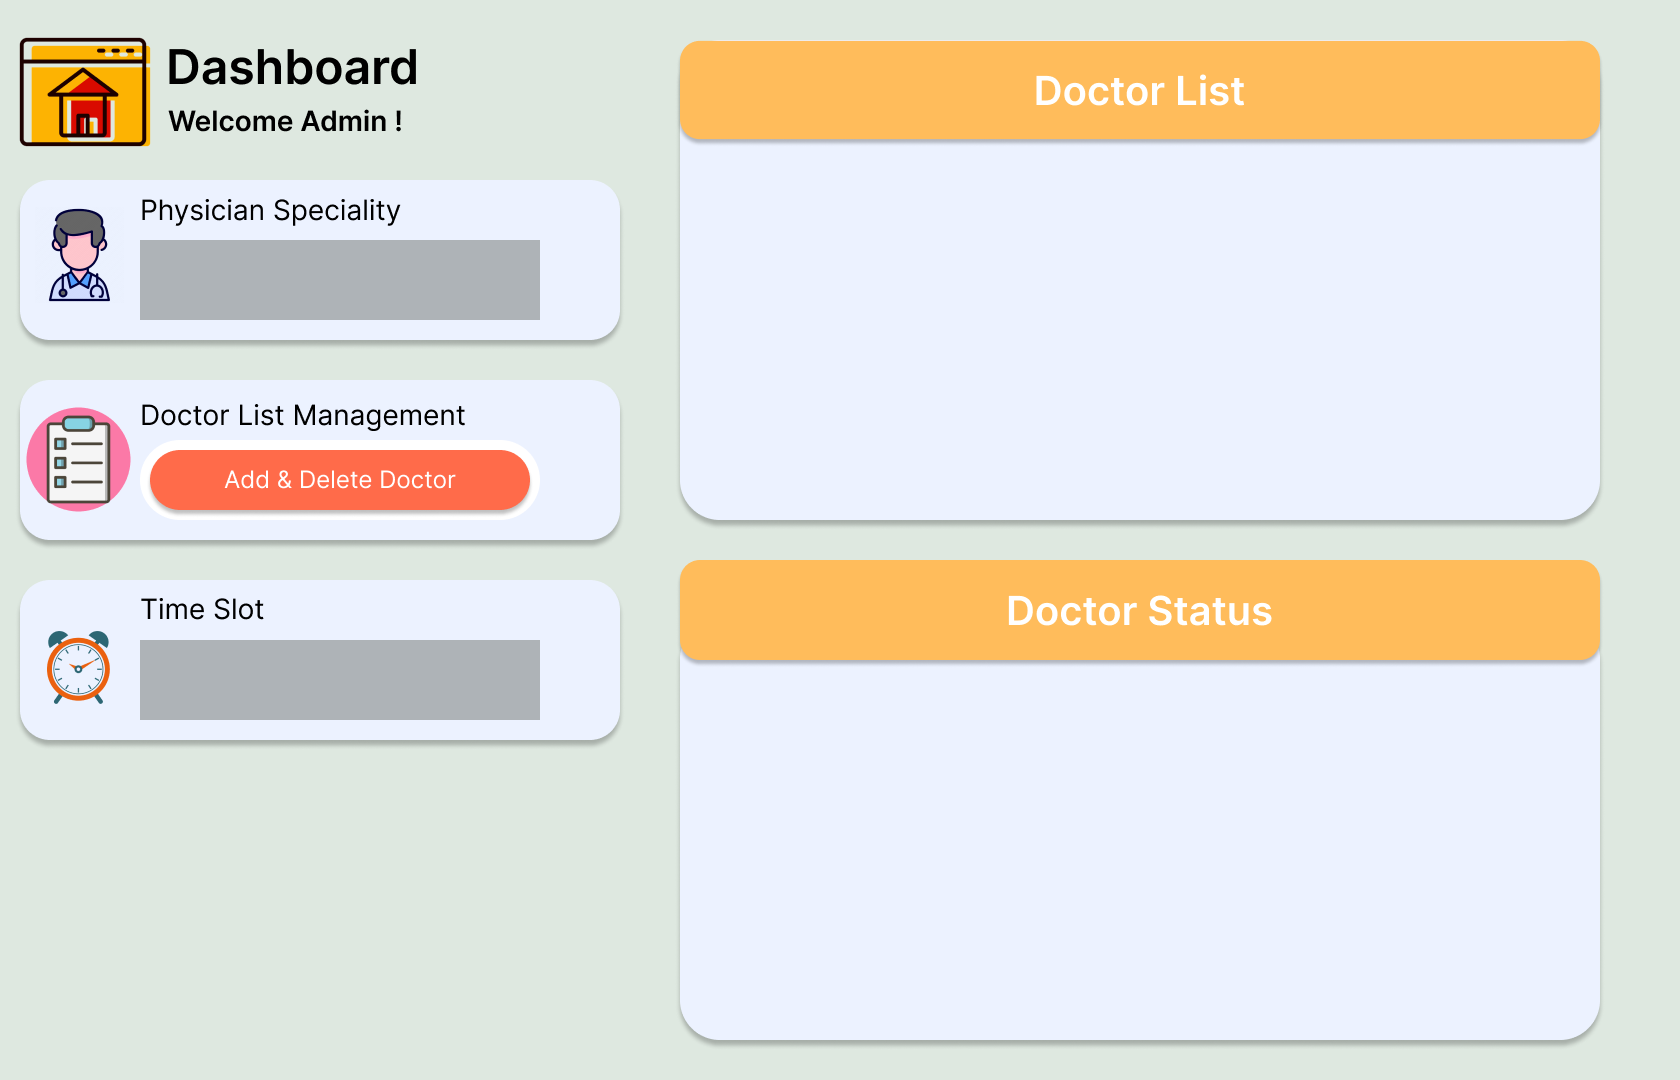 Dashboard
Welcome Admin !
Physician Speciality
Doctor List Management
Add & Delete Doctor
Time Slot
Doctor List
Doctor Status